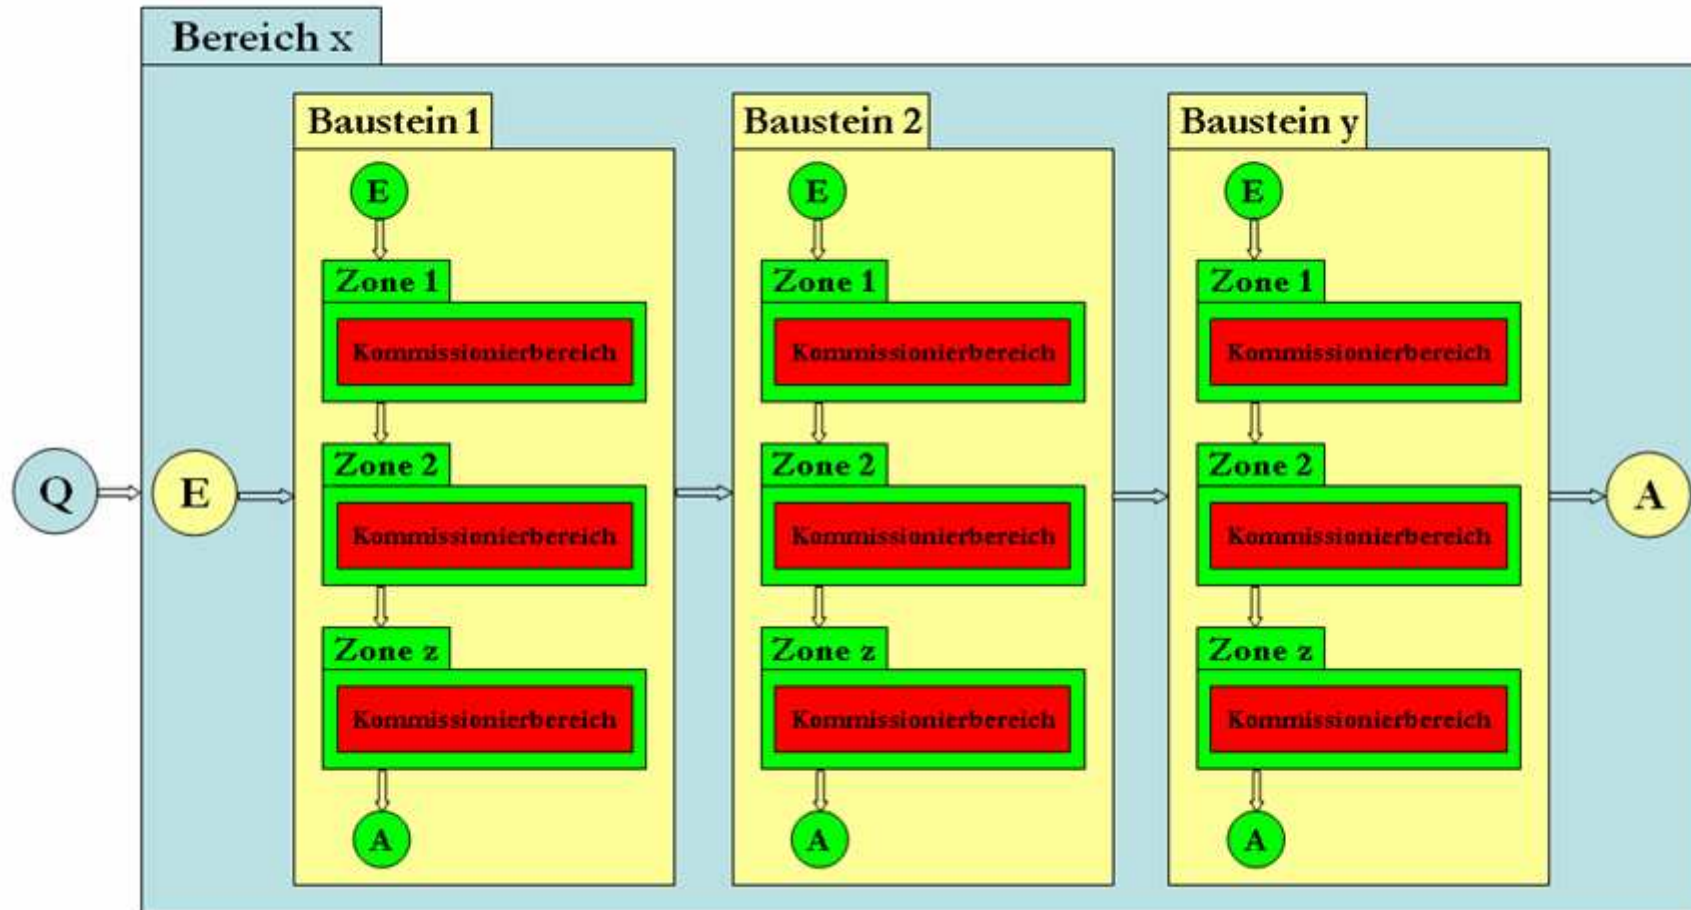 Bereich x
Baustein 1
E
Zone 1
Kommissionierbereich
Zone 2
Kommissionierbereich
Zone z
Kommissionierbereich
A
Baustein 2
E
Zone 1
Kommissionierbereich
Zone 2
Kommissionierbereich
Zone z
Kommissionierbereich
A
Baustein y
E
Zone 1
Kommissionierbereich
Zone 2
Kommissionierbereich
Zone z
Kommissionierbereich
A
Q
E
A